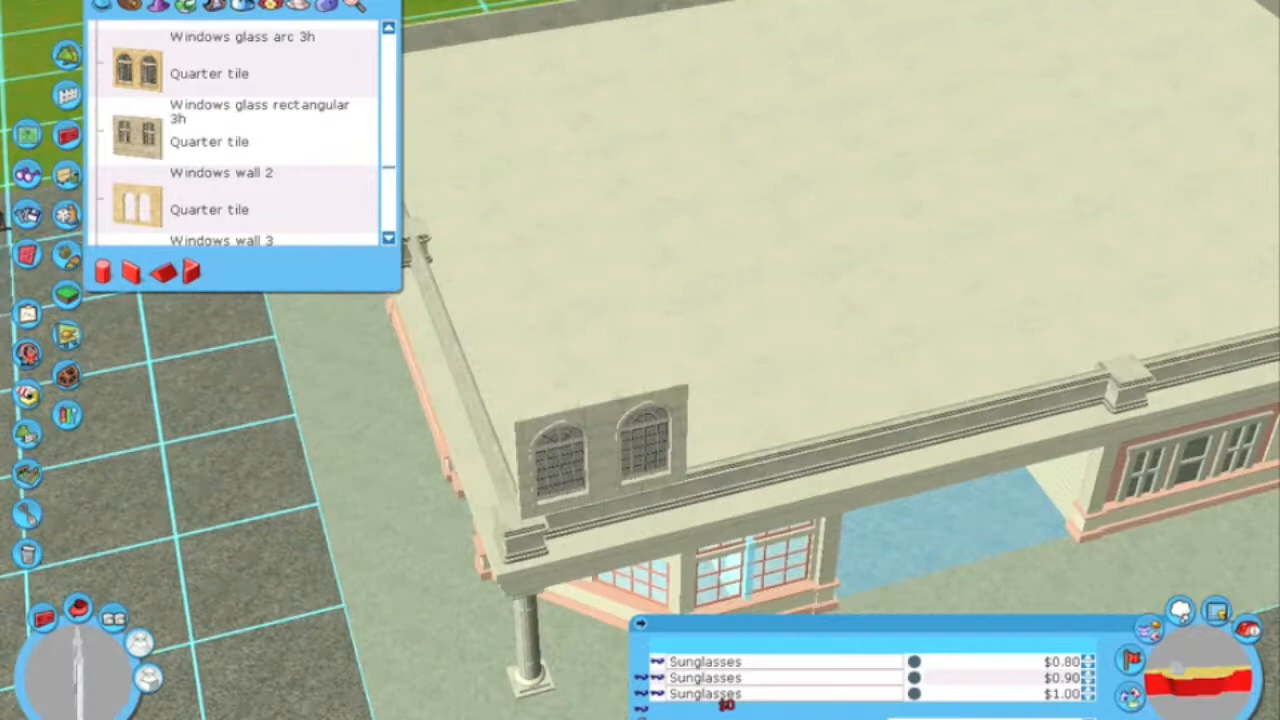 Windows glass arc 3h
Quarter tile
Windows glass rectangular
3h
Quarter tile
Windows wall 2
Quarter tile
Windows wall 3
Sunglasses $0.80
Sunglasses $0.90
Sunglasses $1.00